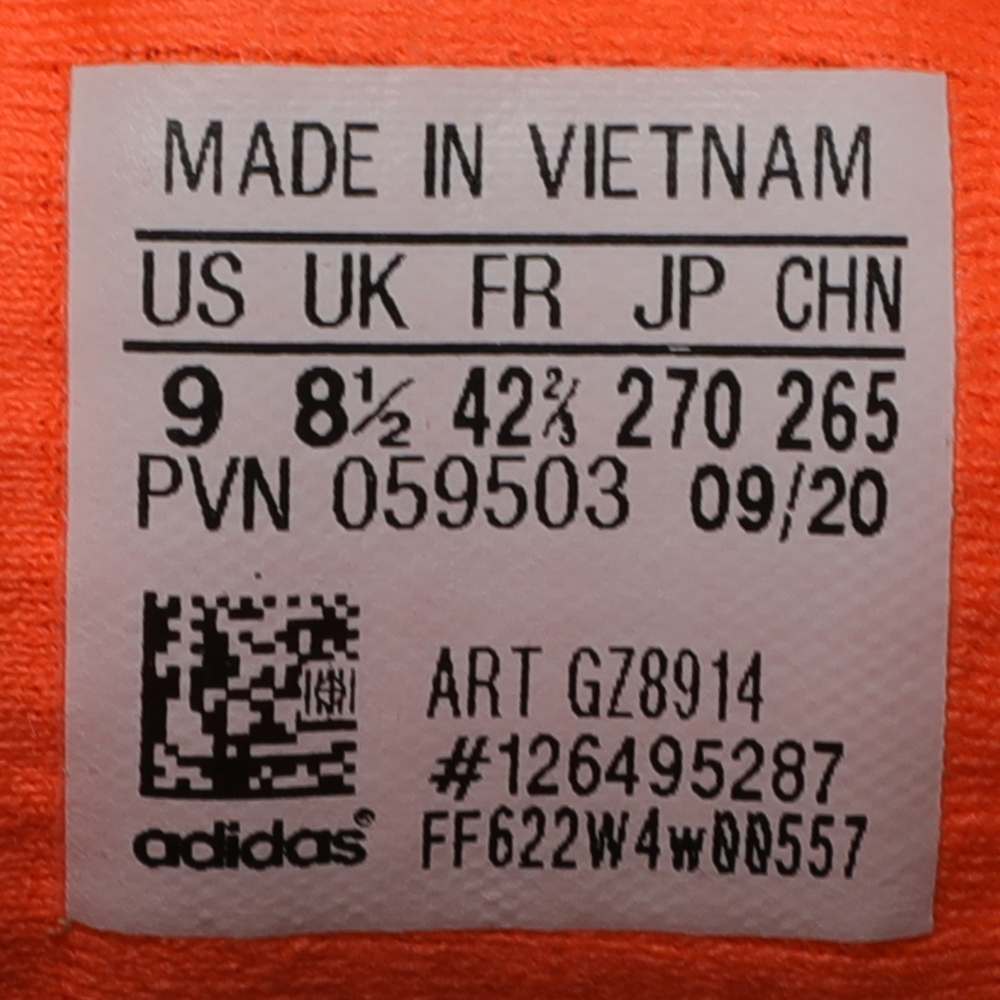 MADE IN VIETNAM
US UK FR JP CHN
9 8½ 42⅔ 270 265
PVN 059503 09/20
ART GZ8914
#126495287
adidas® FF622W4w00557